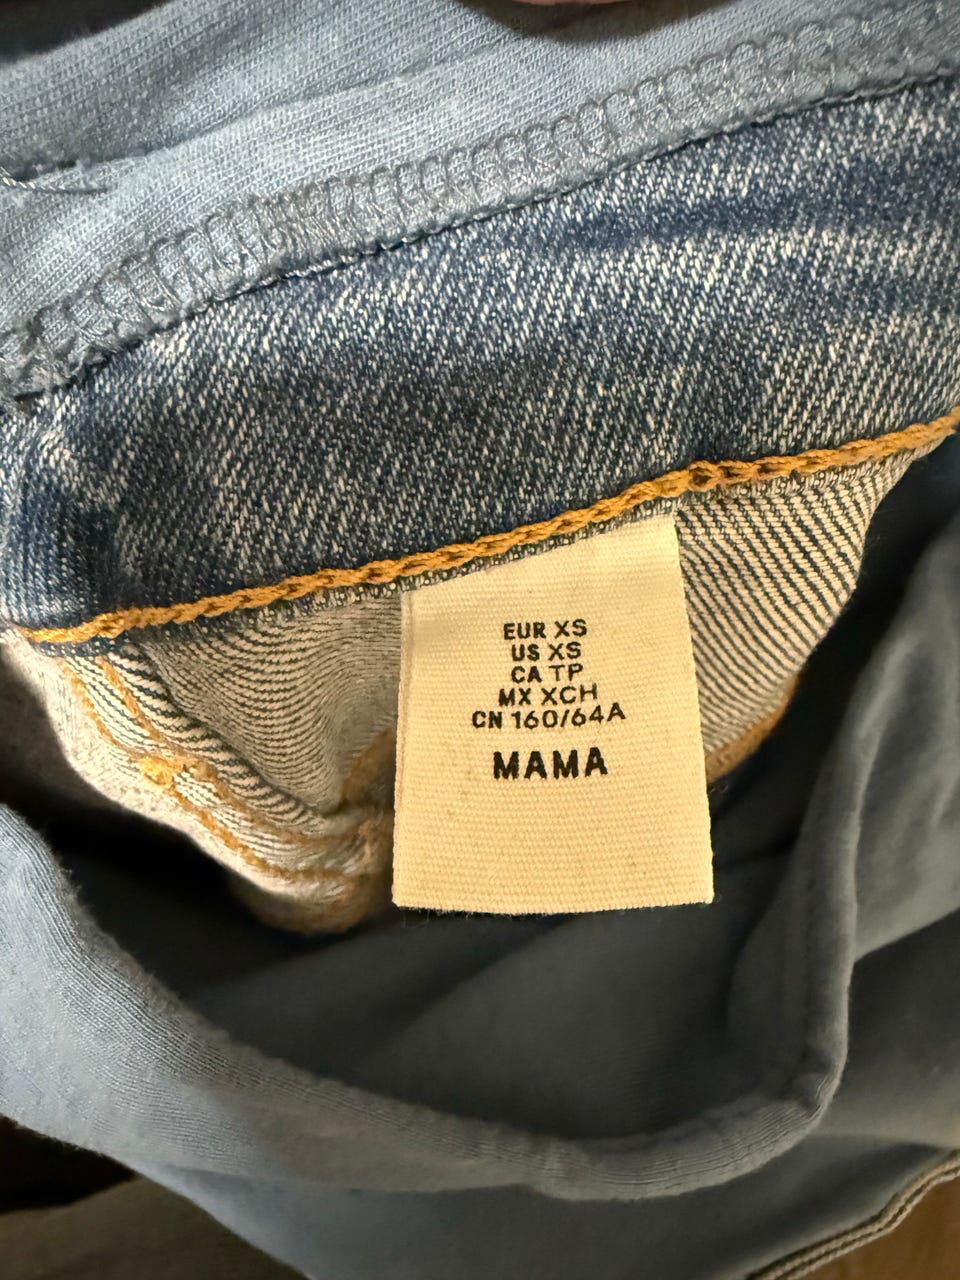 EUR XS
US XS
CA TP
MX XCH
CN 160/64A
MAMA